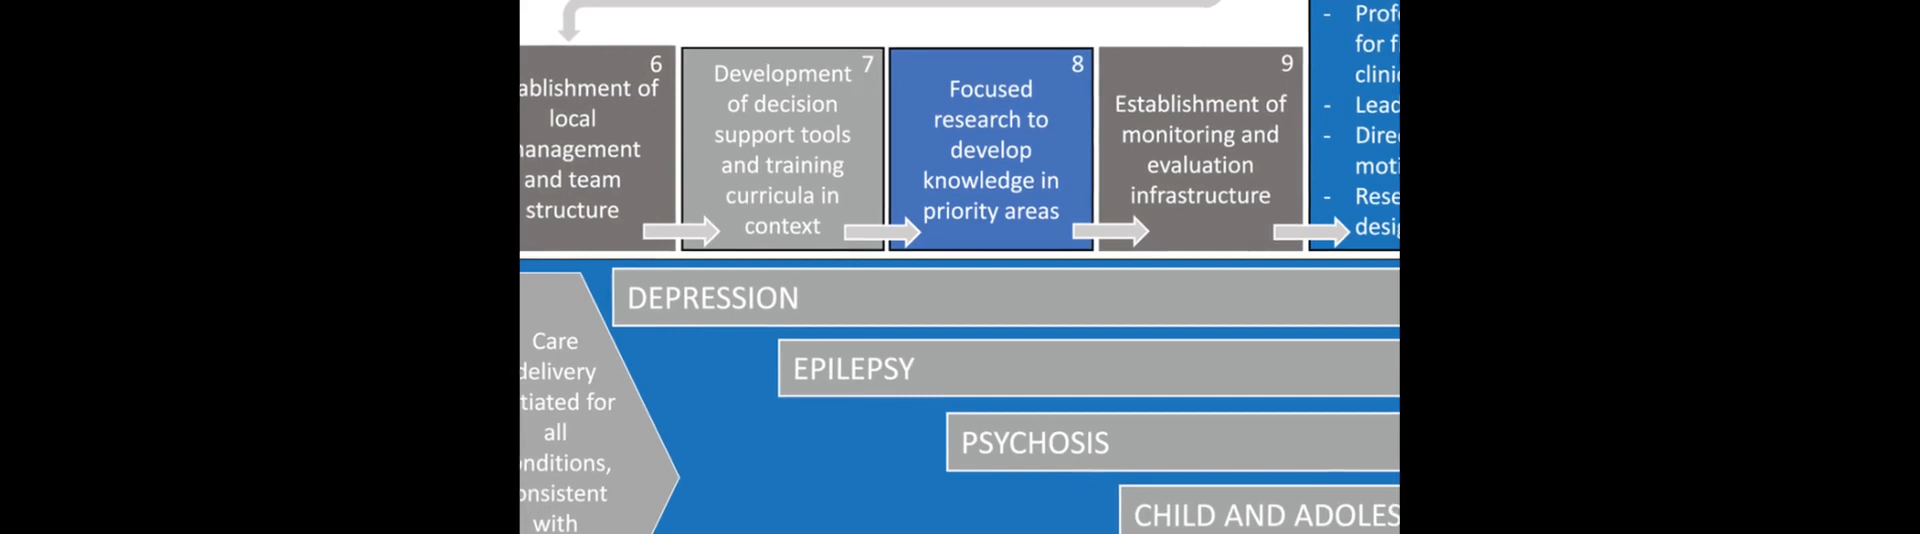 6
ablishment of
local
anagement
and team
structure
7
Development
of decision
support tools
and training
curricula in
context
8
Focused
research to
develop
knowledge in
priority areas
9
Establishment of
monitoring and
evaluation
infrastructure
- Prof
for f
clini
- Lead
- Dire
moti
- Rese
desi
Care
delivery
tiated for
all
nditions,
onsistent
with
DEPRESSION
EPILEPSY
PSYCHOSIS
CHILD AND ADOLES